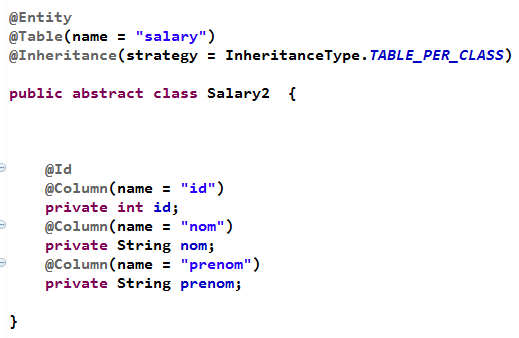 @Entity
@Table(name = "salary")
@Inheritance(strategy = InheritanceType.TABLE_PER_CLASS)
public abstract class Salary2  {
@Id
@Column(name = "id")
private int id;
@Column(name = "nom")
private String nom;
@Column(name = "prenom")
private String prenom;
}